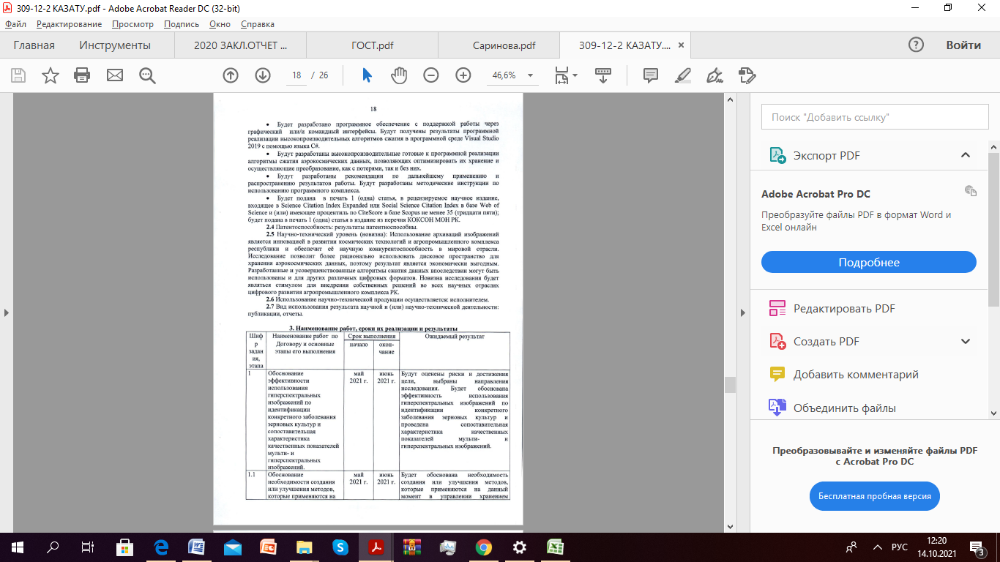 309-12-2 КАЗАТУ.pdf - Adobe Acrobat Reader DC (32-bit)
Файл Редактирование Просмотр Подпись Окно Справка
Главная Инструменты 2020 ЗАКЛ.ОТЧЕТ ... ГОСТ.pdf Саринова.pdf 309-12-2 КАЗАТУ.... × Войти
18 / 26 46,6%
18
• Будет разработано программное обеспечение с поддержкой работы через
графический или/и командный интерфейсы. Будут получены результаты программной
реализации высокопроизводительных алгоритмов сжатия в программной среде Visual Studio
2019 с помощью языка C#.
• Будут разработаны высокопроизводительные готовые к программной реализации
алгоритмы сжатия аэрокосмических данных, позволяющих оптимизировать их хранение и
осуществляющие преобразование, как с потерями, так и без них.
• Будут разработаны рекомендации по дальнейшему применению и
распространению результатов работы. Будут разработаны методические инструкции по
использованию программного комплекса.
• Будет подана в печать 1 (одна) статья, в рецензируемое научное издание,
входящее в Science Citation Index Expanded или Social Science Citation Index в базе Web of
Science и (или) имеющее процентиль по CiteScore в базе Scopus не менее 35 (тридцати пяти);
будет подана в печать 1 (одна) статья в издание из перечня КОКСОН МОН РК.
2.4 Патентоспособность: результаты патентноспособны.
2.5 Научно-технический уровень (новизна): Использование архиваций изображений
является инновацией в развитии космических технологий и агропромышленного комплекса
республики и обеспечит её научную конкурентоспособность в мировой отрасли.
Исследование позволит более рационально использовать дисковое пространство для
хранения аэрокосмических данных, поэтому результат является экономически выгодным.
Разработанные и усовершенствованные алгоритмы сжатия данных впоследствии могут быть
использованы и для других различных цифровых форматов. Новизна исследования будет
являться стимулом для внедрения собственных решений во всех научных отраслях
цифрового развития агропромышленного комплекса РК.
2.6 Использование научно-технической продукции осуществляется: исполнителем.
2.7 Вид использования результата научной и (или) научно-технической деятельности:
публикации, отчеты.
3. Наименование работ, сроки их реализации и результаты
Шиф
р
задан
ия,
этапа
Наименование работ по
Договору и основные
этапы его выполнения
Срок выполнения
начало
окон-
чание
Ожидаемый результат
1
Обоснование
эффективности
использования
гиперспектральных
изображений по
идентификации
конкретного заболевания
зерновых культур и
сопоставительная
характеристика
качественных показателей
мульти- и
гиперспектральных
изображений.
май
2021 г.
июнь
2021 г.
Будут оценены риски и достижения
цели, выбраны направления
исследования. Будет обоснована
эффективность использования
гиперспектральных изображений по
идентификации конкретного
заболевания зерновых культур и
проведена сопоставительная
характеристика качественных
показателей мульти- и
гиперспектральных изображений.
1.1
Обоснование
необходимости создания
или улучшения методов,
которые применяются на
май
2021 г.
июнь
2021 г.
Будет обоснована необходимость
создания или улучшения методов,
которые применяются на данный
момент в управлении хранением
Поиск "Добавить ссылку"
Экспорт PDF
Adobe Acrobat Pro DC
Преобразуйте файлы PDF в формат Word и
Excel онлайн
Подробнее
Редактировать PDF
Создать PDF
Добавить комментарий
Объединить файлы
Преобразовывайте и изменяйте файлы PDF
с Acrobat Pro DC
Бесплатная пробная версия
РУС
12:20
14.10.2021
3